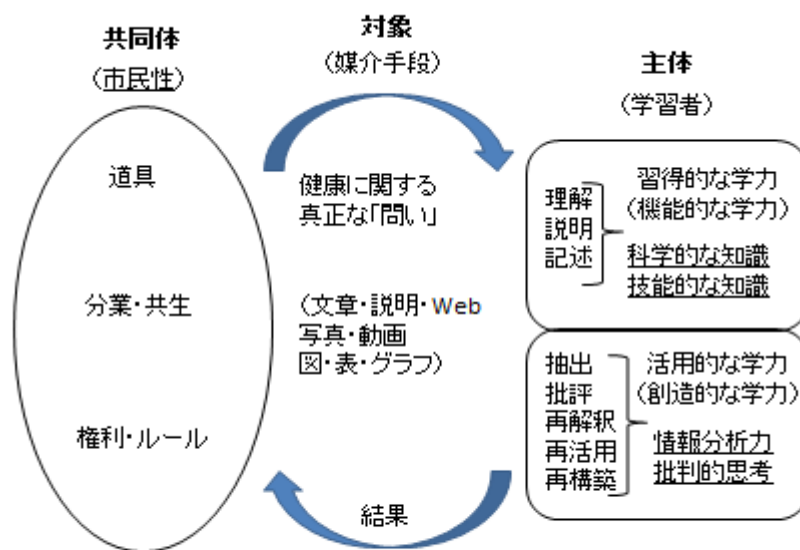 共同体
（市民性）
道具
分業・共生
権利・ルール
対象
（媒介手段）
健康に関する
真正な「問い」
（文章・説明・Web
写真・動画
図・表・グラフ）
結果
主体
（学習者）
理解
説明
記述
習得的な学力
（機能的な学力）
科学的な知識
技能的な知識
抽出
批評
再解釈
再活用
再構築
活用的な学力
（創造的な学力）
情報分析力
批判的思考